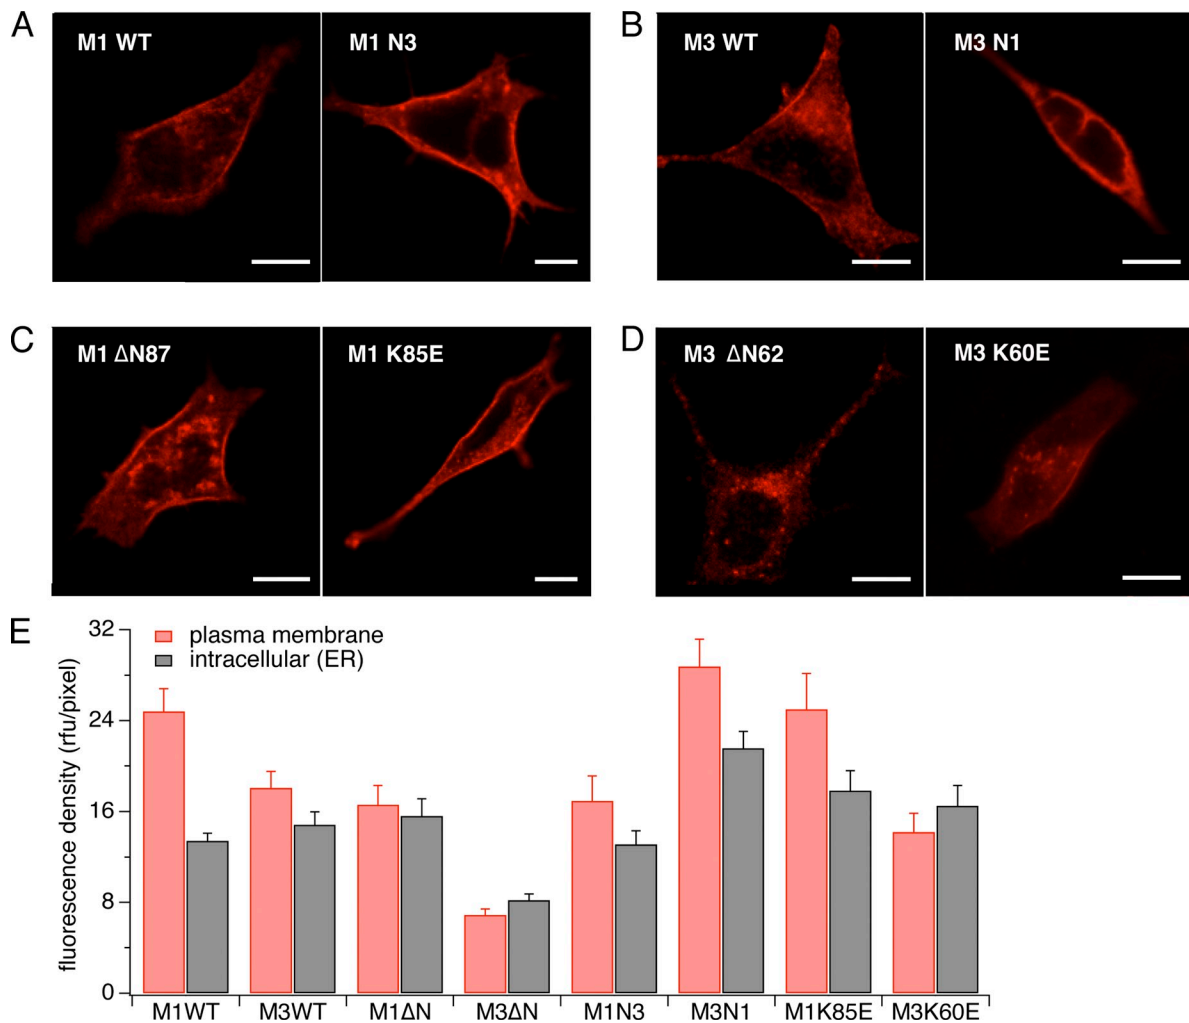 A
M1 WT
M1 N3
B
M3 WT
M3 N1
C
M1 ΔN87
M1 K85E
D
M3 ΔN62
M3 K60E
E
plasma membrane
intracellular (ER)
fluorescence density (rfu/pixel)
32
24
16
8
0
M1WT M3WT M1ΔN M3ΔN M1N3 M3N1 M1K85E M3K60E